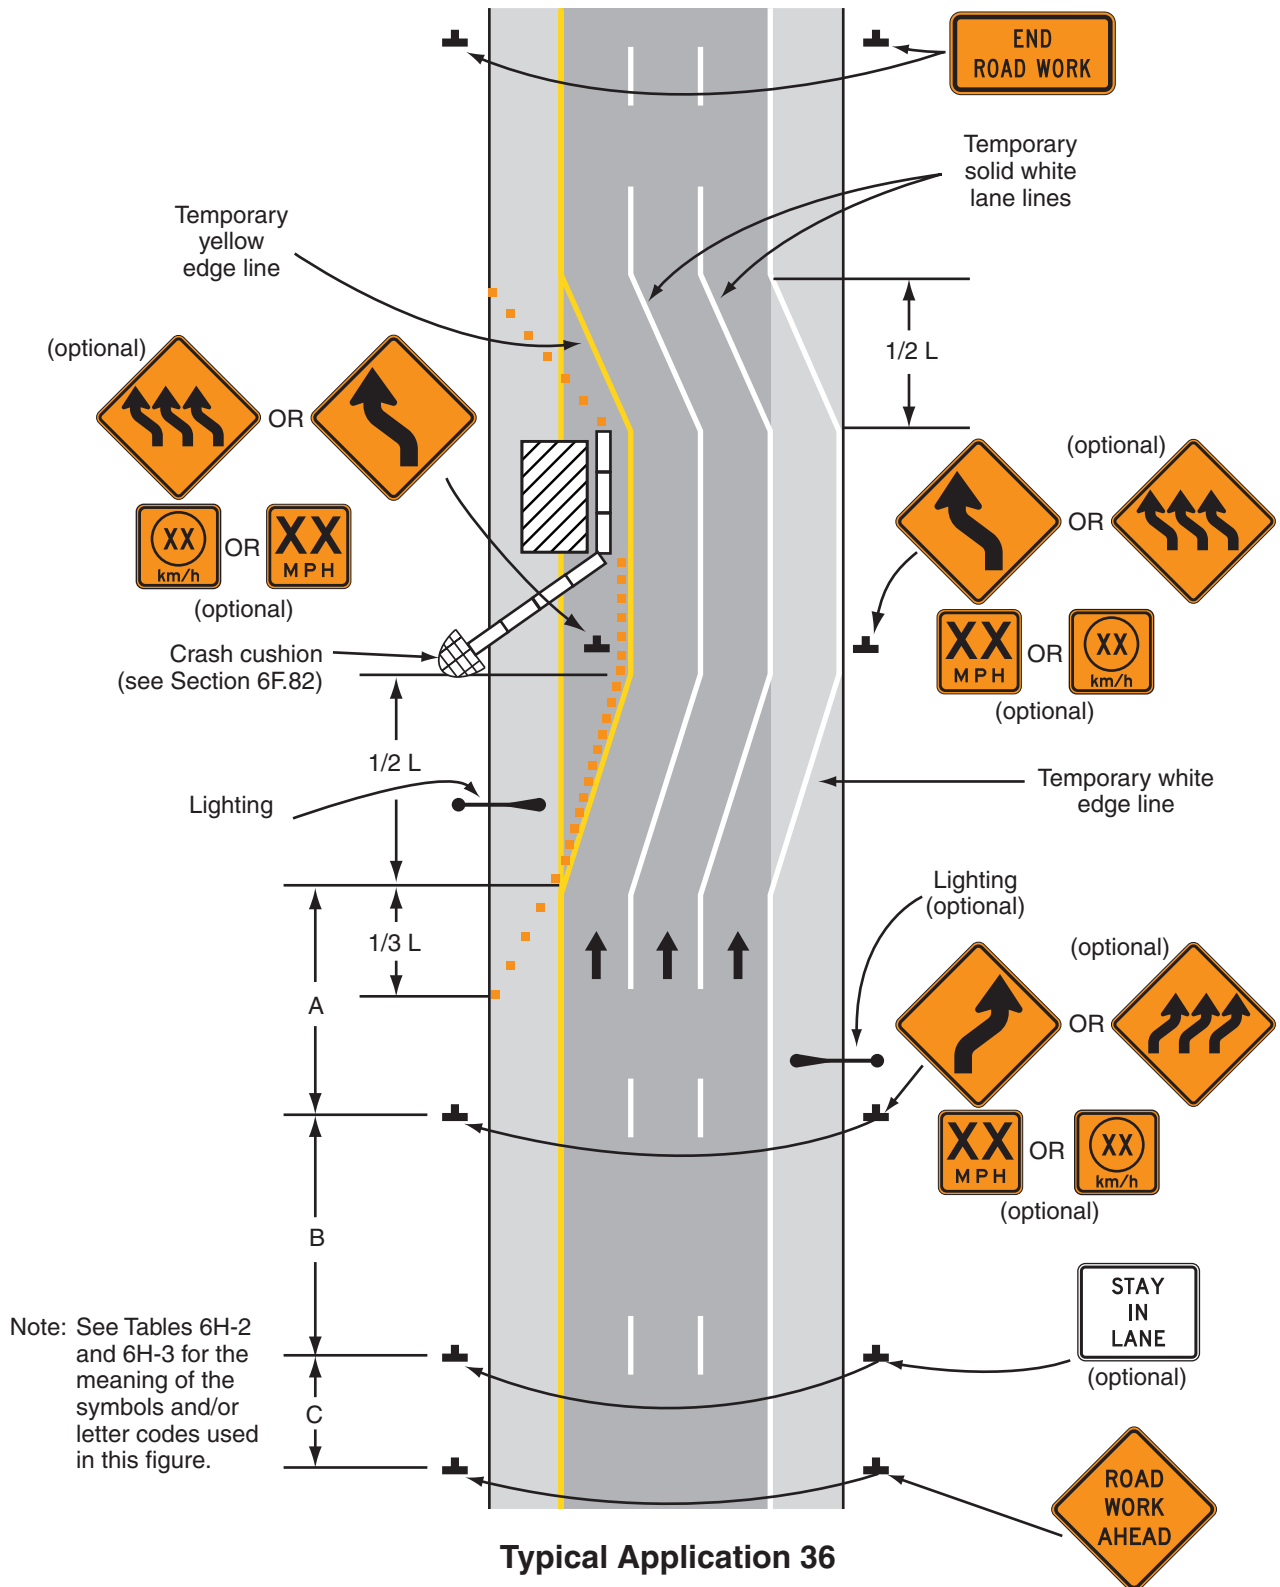 END
ROAD WORK
Temporary
solid white
lane lines
Temporary
yellow
edge line
(optional)
OR
1/2 L
(optional)
OR
XX
km/h
OR
XX
MPH
(optional)
XX
MPH
OR
XX
km/h
(optional)
Crash cushion
(see Section 6F.82)
1/2 L
Lighting
Temporary white
edge line
Lighting
(optional)
1/3 L
A
(optional)
OR
XX
MPH
OR
XX
km/h
(optional)
B
STAY
IN
LANE
(optional)
Note: See Tables 6H-2
and 6H-3 for the
meaning of the
symbols and/or
letter codes used
in this figure.
C
ROAD
WORK
AHEAD
Typical Application 36